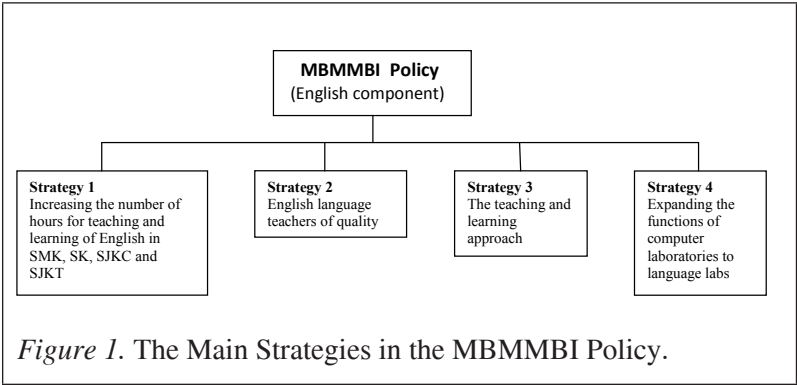 MBMMBI Policy
(English component)
Strategy 1
Increasing the number of
hours for teaching and
learning of English in
SMK, SK, SJKC and
SJKT
Strategy 2
English language
teachers of quality
Strategy 3
The teaching and
learning
approach
Strategy 4
Expanding the
functions of
computer
laboratories to
language labs
Figure 1. The Main Strategies in the MBMMBI Policy.